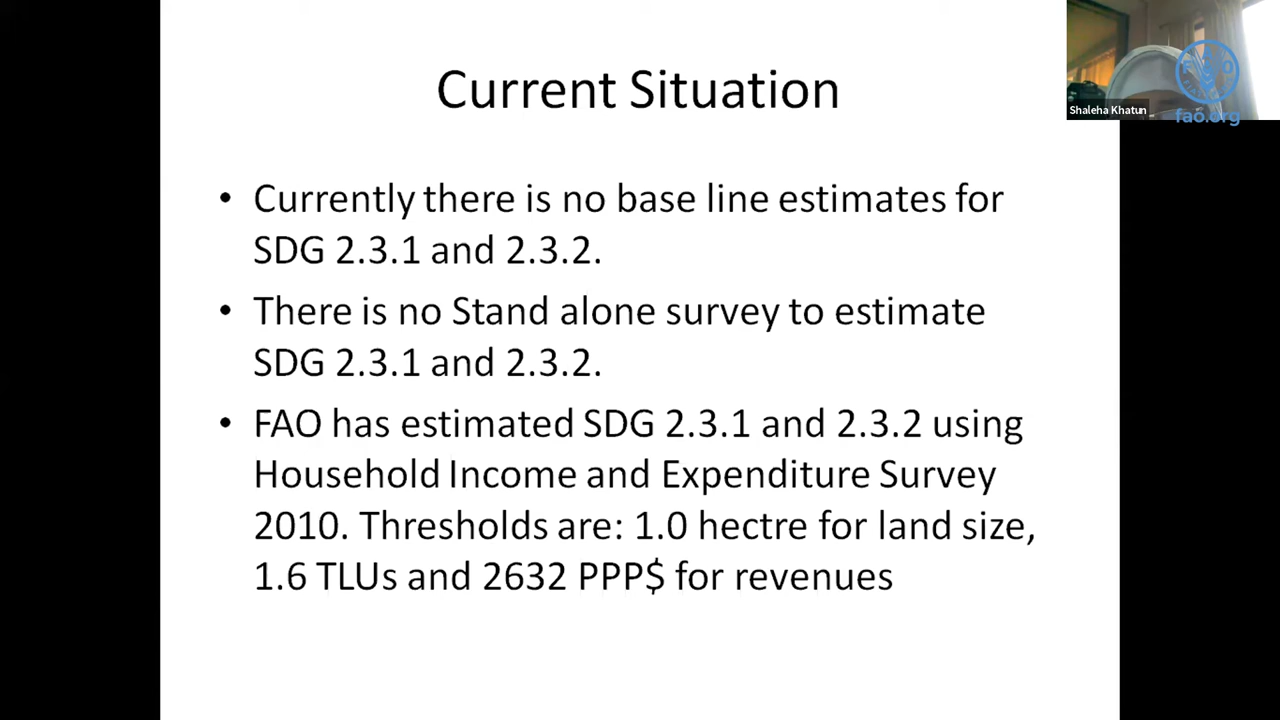 Current Situation
• Currently there is no base line estimates for
SDG 2.3.1 and 2.3.2.
• There is no Stand alone survey to estimate
SDG 2.3.1 and 2.3.2.
• FAO has estimated SDG 2.3.1 and 2.3.2 using
Household Income and Expenditure Survey
2010. Thresholds are: 1.0 hectre for land size,
1.6 TLUs and 2632 PPP$ for revenues
Shaleha Khatun
FAO
fao.org